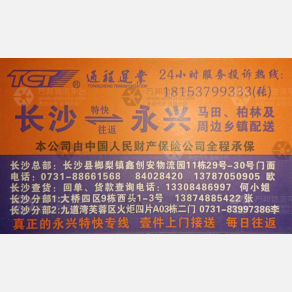 TCT® 通程运业 24小时服务投诉热线:
TONGCHENG TRANSPORTATION 18153799333(张)
长沙 特快往返 永兴 马田、柏林及周边乡镇配送
本公司由中国人民财产保险公司全程承保
长沙总部:长沙县榔梨镇鑫创安物流园11栋29号-30号门面
电话:0731-88661568 84028420 13787050905 欧
长沙查货:回单、货款查询电话:13308486997 何小姐
长沙分部1:大桥四区9栋西1-3号 13874885422 张
长沙分部2:九道湾芙蓉区火炬四片A03栋二门 0731-83997386李
真正的永兴特快专线 壹件上门接送 每日往返